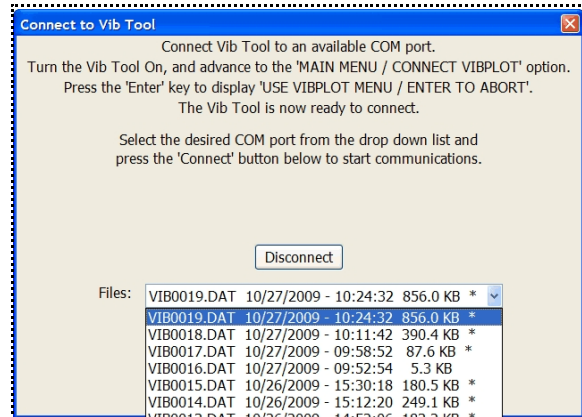 Connect to Vib Tool
Connect Vib Tool to an available COM port.
Turn the Vib Tool On, and advance to the 'MAIN MENU / CONNECT VIBPLOT' option.
Press the 'Enter' key to display 'USE VIBPLOT MENU / ENTER TO ABORT'.
The Vib Tool is now ready to connect.
Select the desired COM port from the drop down list and
press the 'Connect' button below to start communications.
Disconnect
Files: VIB0019.DAT 10/27/2009 - 10:24:32 856.0 KB *
VIB0019.DAT 10/27/2009 - 10:24:32 856.0 KB *
VIB0018.DAT 10/27/2009 - 10:11:42 390.4 KB *
VIB0017.DAT 10/27/2009 - 09:58:52 87.6 KB *
VIB0016.DAT 10/27/2009 - 09:52:54 5.3 KB
VIB0015.DAT 10/26/2009 - 15:30:18 180.5 KB *
VIB0014.DAT 10/26/2009 - 15:12:20 249.1 KB *